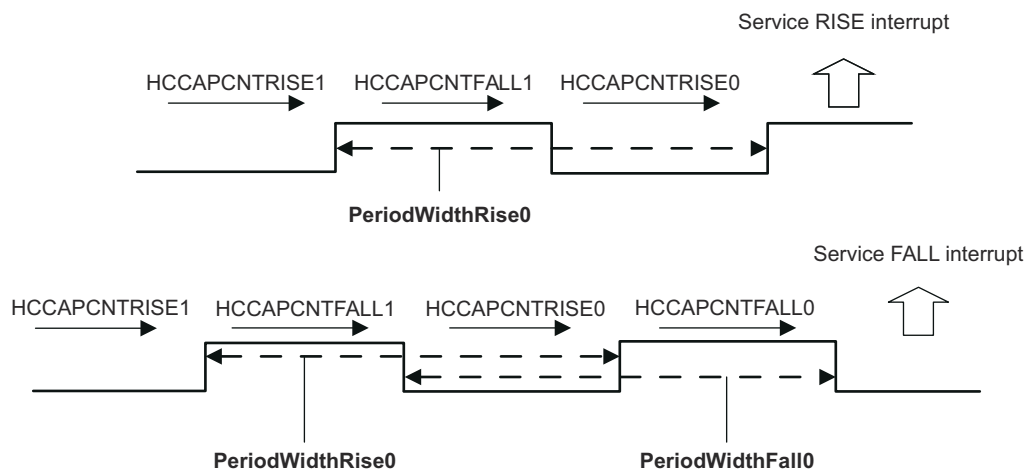 Service RISE interrupt
HCCAPCNTRISE1 HCCAPCNTFALL1 HCCAPCNTRISE0
PeriodWidthRise0
Service FALL interrupt
HCCAPCNTRISE1 HCCAPCNTFALL1 HCCAPCNTRISE0 HCCAPCNTFALL0
PeriodWidthRise0 PeriodWidthFall0